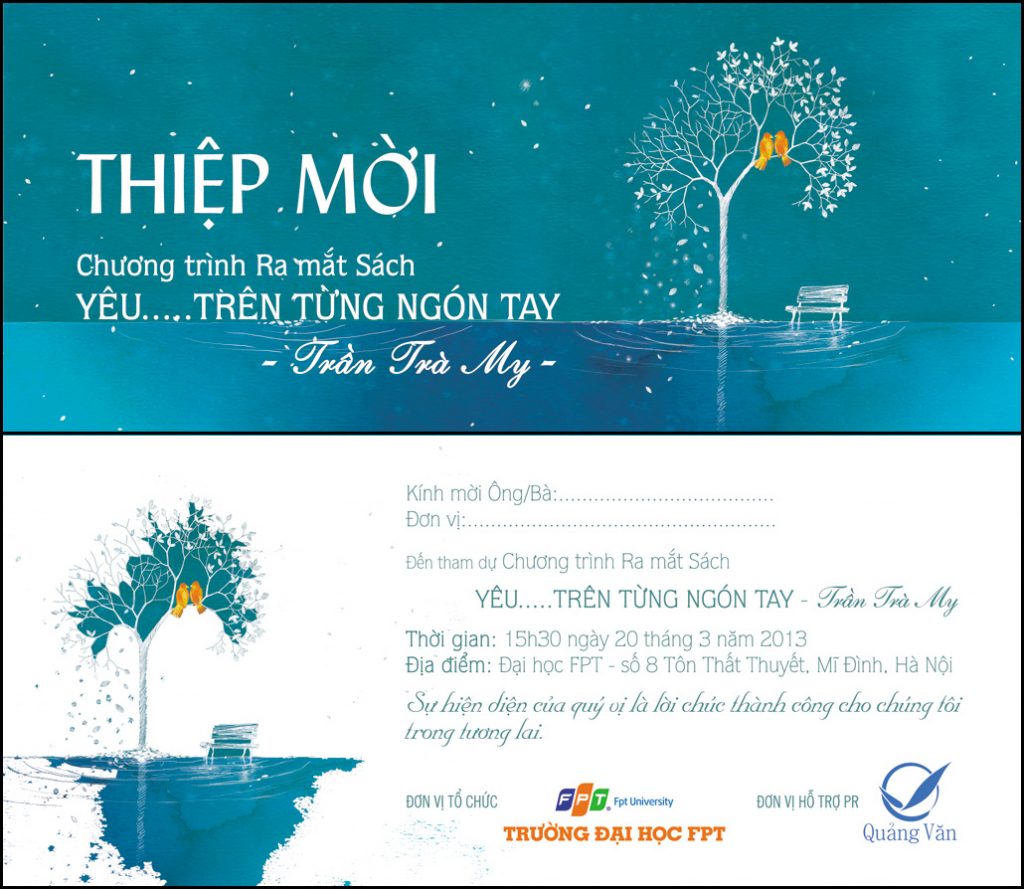 THIỆP MỜI
Chương trình Ra mắt Sách
YÊU.....TRÊN TỪNG NGÓN TAY
- Trần Trà My -
Kính mời Ông/Bà:.....................................
Đơn vị:.....................................................
Đến tham dự Chương trình Ra mắt Sách
YÊU.....TRÊN TỪNG NGÓN TAY - Trần Trà My
Thời gian: 15h30 ngày 20 tháng 3 năm 2013
Địa điểm: Đại học FPT - số 8 Tôn Thất Thuyết, Mĩ Đình, Hà Nội
Sự hiện diện của quý vị là lời chúc thành công cho chúng tôi
trong tương lai.
ĐƠN VỊ TỔ CHỨC
FPT Fpt University
TRƯỜNG ĐẠI HỌC FPT
ĐƠN VỊ HỖ TRỢ PR
Quảng Văn